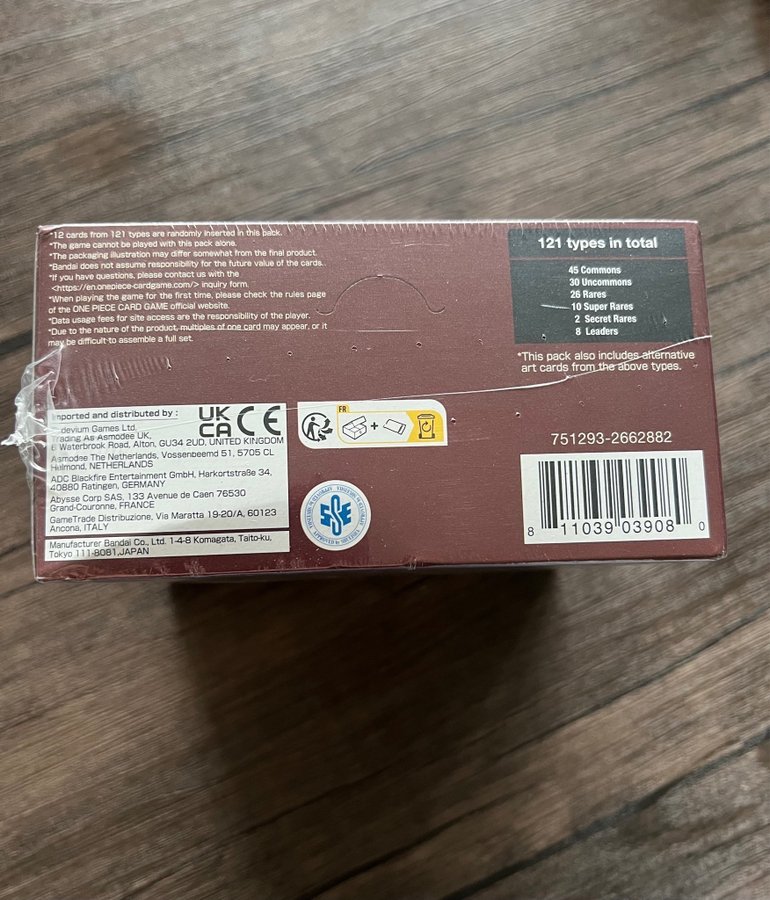 *12 cards from 121 types are randomly inserted in this pack.
*The game cannot be played with this pack alone.
*The packaging illustration may differ somewhat from the final product.
*Bandai does not assume responsibility for the future value of the cards.
*If you have questions, please contact us with the
<https://en.onepiece-cardgame.com/> inquiry form.
*When playing the game for the first time, please check the rules page
of the ONE PIECE CARD GAME official website.
*Data usage fees for site access are the responsibility of the player.
*Due to the nature of the product, multiples of one card may appear, or it
may be difficult to assemble a full set.
121 types in total
45 Commons
30 Uncommons
26 Rares
10 Super Rares
2 Secret Rares
8 Leaders
*This pack also includes alternative
art cards from the above types.
Imported and distributed by :
Games Ltd.
Trading As Asmodee UK,
6 Waterbrook Road, Alton, GU34 2UD, UNITED KINGDOM
Asmodee The Netherlands, Vossenbeemd 51, 5705 CL
Helmond, NETHERLANDS
ADC Blackfire Entertainment GmbH, Harkortstraße 34,
40880 Ratingen, GERMANY
Abysse Corp SAS, 133 Avenue de Caen 76530
Grand-Couronne, FRANCE
GameTrade Distribuzione, Via Maratta 19-20/A, 60123
Ancona, ITALY
Manufacturer Bandai Co., Ltd. 1-4-8 Komagata, Taito-ku,
Tokyo 111-8081,JAPAN
UK
CA CE
FR
+
751293-2662882
8 11039 03908 0